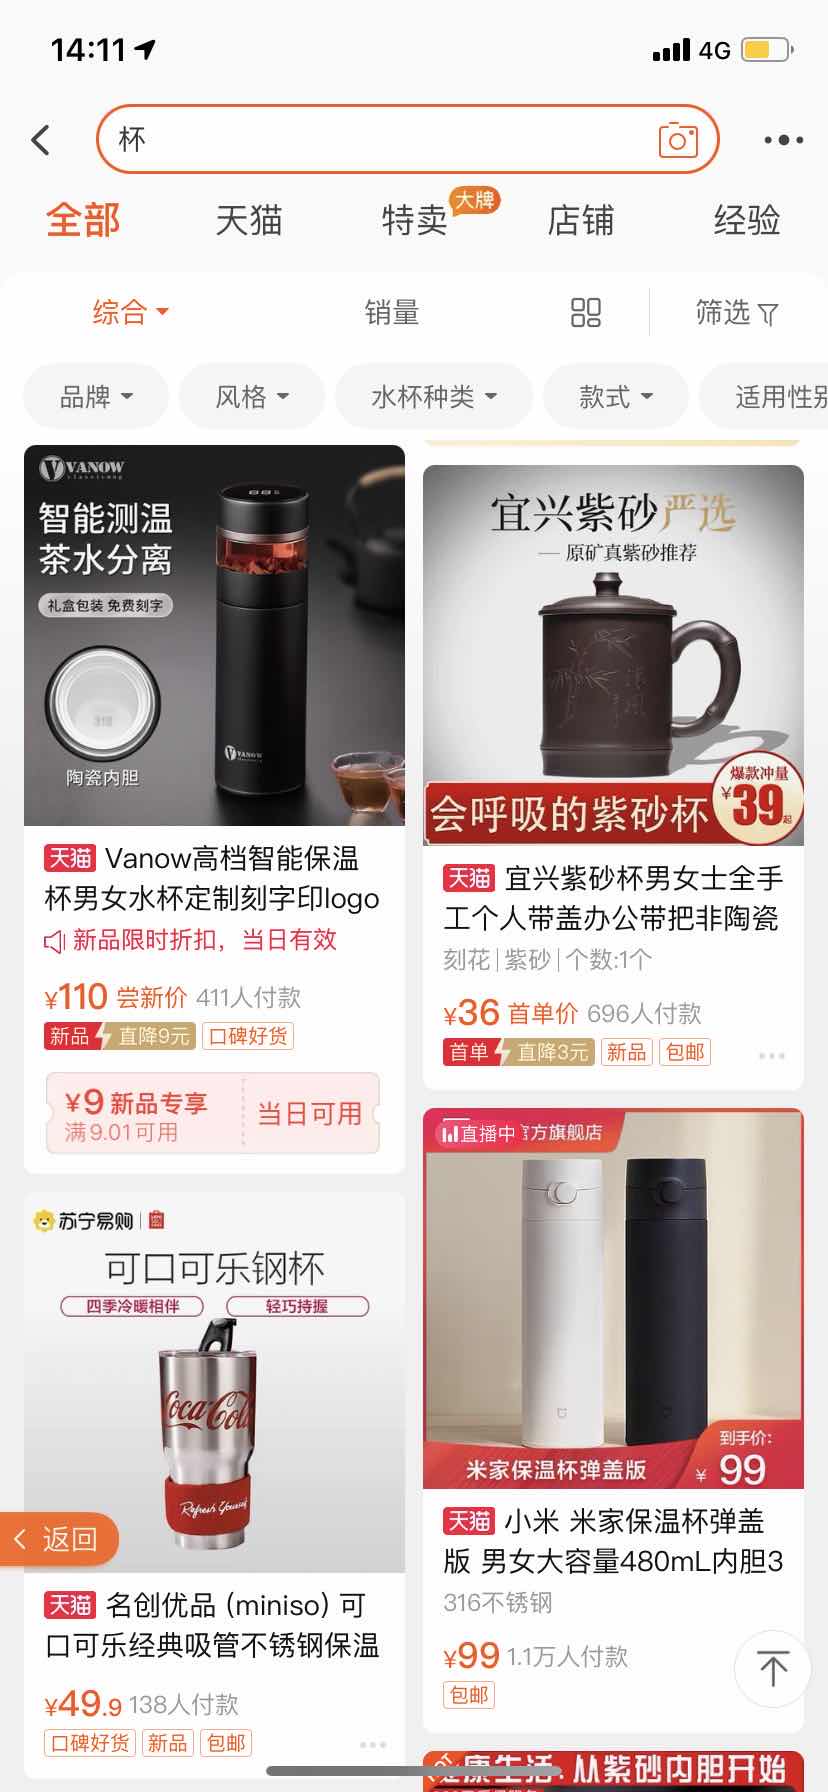 14:11
4G
杯
全部
天猫
特卖
大牌
店铺
经验
综合
销量
筛选
品牌
风格
水杯种类
款式
适用性别
VANOW
智能测温
茶水分离
礼盒包装 免费刻字
316
陶瓷内胆
VANOW
天猫 Vanow高档智能保温
杯男女水杯定制刻字印logo
新品限时折扣，当日有效
¥110 尝新价 411人付款
新品 直降9元 口碑好货
¥9 新品专享
满9.01可用
当日可用
苏宁易购
可口可乐钢杯
四季冷暖相伴
轻巧持握
Coca-Cola
Refresh Yourself
返回
天猫 名创优品 (miniso) 可
口可乐经典吸管不锈钢保温
¥49.9 138人付款
口碑好货 新品 包邮
宜兴紫砂严选
原矿真紫砂推荐
会呼吸的紫砂杯
爆款冲量
¥39起
天猫 宜兴紫砂杯男女士全手
工个人带盖办公带把非陶瓷
刻花|紫砂|个数:1个
¥36 首单价 696人付款
首单 直降3元 新品 包邮
直播中
官方旗舰店
米家保温杯弹盖版
到手价:
¥ 99
天猫 小米 米家保温杯弹盖
版 男女大容量480mL内胆3
316不锈钢
¥99 1.1万人付款
包邮
康生活. 从紫砂内胆开始